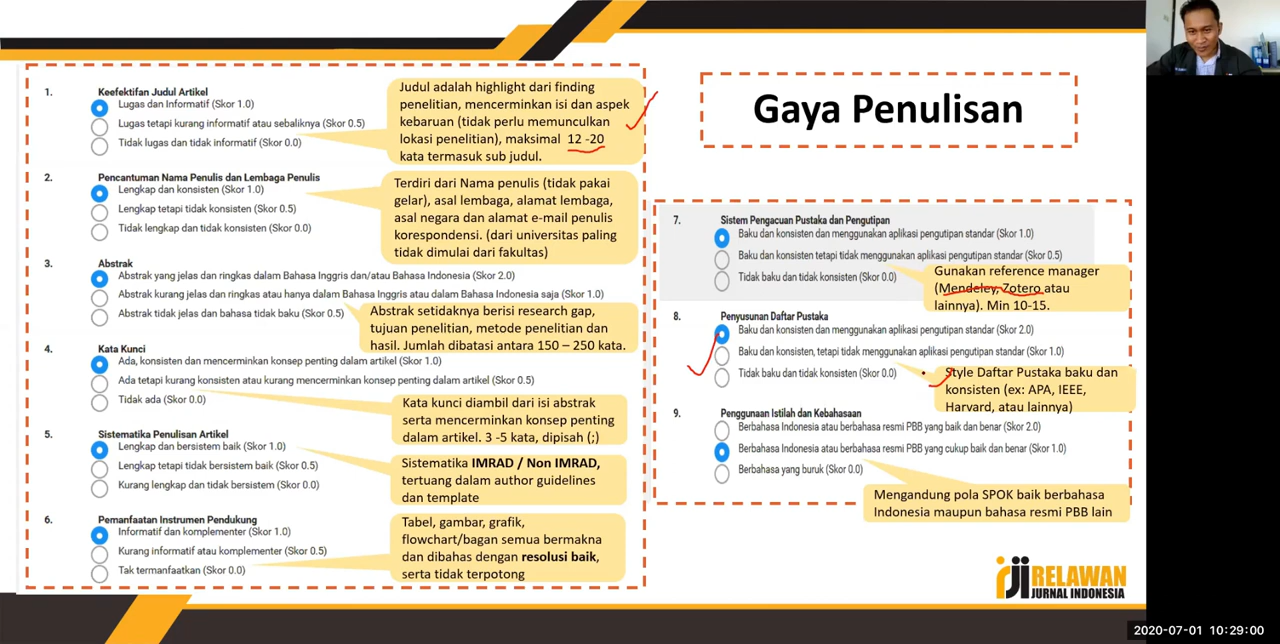 Gaya Penulisan
1.
Keefektifan Judul Artikel
Lugas dan Informatif (Skor 1.0)
Lugas tetapi kurang informatif atau sebaliknya (Skor 0.5)
Tidak lugas dan tidak informatif (Skor 0.0)
Judul adalah highlight dari finding
penelitian, mencerminkan isi dan aspek
kebaruan (tidak perlu memunculkan
lokasi penelitian), maksimal 12 -20
kata termasuk sub judul.
2.
Pencantuman Nama Penulis dan Lembaga Penulis
Lengkap dan konsisten (Skor 1.0)
Lengkap tetapi tidak konsisten (Skor 0.5)
Tidak lengkap dan tidak konsisten (Skor 0.0)
Terdiri dari Nama penulis (tidak pakai
gelar), asal lembaga, alamat lembaga,
asal negara dan alamat e-mail penulis
korespondensi. (dari universitas paling
tidak dimulai dari fakultas)
3.
Abstrak
Abstrak yang jelas dan ringkas dalam Bahasa Inggris dan/atau Bahasa Indonesia (Skor 2.0)
Abstrak kurang jelas dan ringkas atau hanya dalam Bahasa Inggris atau dalam Bahasa Indonesia saja (Skor 1.0)
Abstrak tidak jelas dan bahasa tidak baku (Skor 0.5)
Abstrak setidaknya berisi research gap,
tujuan penelitian, metode penelitian dan
hasil. Jumlah dibatasi antara 150 – 250 kata.
4.
Kata Kunci
Ada, konsisten dan mencerminkan konsep penting dalam artikel (Skor 1.0)
Ada tetapi kurang konsisten atau kurang mencerminkan konsep penting dalam artikel (Skor 0.5)
Tidak ada (Skor 0.0)
Kata kunci diambil dari isi abstrak
serta mencerminkan konsep penting
dalam artikel. 3 -5 kata, dipisah (;)
5.
Sistematika Penulisan Artikel
Lengkap dan bersistem baik (Skor 1.0)
Lengkap tetapi tidak bersistem baik (Skor 0.5)
Kurang lengkap dan tidak bersistem (Skor 0.0)
Sistematika IMRAD / Non IMRAD,
tertuang dalam author guidelines
dan template
6.
Pemanfaatan Instrumen Pendukung
Informatif dan komplementer (Skor 1.0)
Kurang informatif atau komplementer (Skor 0.5)
Tak termanfaatkan (Skor 0.0)
Tabel, gambar, grafik,
flowchart/bagan semua bermakna
dan dibahas dengan resolusi baik,
serta tidak terpotong
7.
Sistem Pengacuan Pustaka dan Pengutipan
Baku dan konsisten dan menggunakan aplikasi pengutipan standar (Skor 1.0)
Baku dan konsisten tetapi tidak menggunakan aplikasi pengutipan standar (Skor 0.5)
Tidak baku dan tidak konsisten (Skor 0.0)
Gunakan reference manager
(Mendeley, Zotero atau
lainnya). Min 10-15.
8.
Penyusunan Daftar Pustaka
Baku dan konsisten dan menggunakan aplikasi pengutipan standar (Skor 2.0)
Baku dan konsisten, tetapi tidak menggunakan aplikasi pengutipan standar (Skor 1.0)
Tidak baku dan tidak konsisten (Skor 0.0)
• Style Daftar Pustaka baku dan
konsisten (ex: APA, IEEE,
Harvard, atau lainnya)
9.
Penggunaan Istilah dan Kebahasaan
Berbahasa Indonesia atau berbahasa resmi PBB yang baik dan benar (Skor 2.0)
Berbahasa Indonesia atau berbahasa resmi PBB yang cukup baik dan benar (Skor 1.0)
Berbahasa yang buruk (Skor 0.0)
Mengandung pola SPOK baik berbahasa
Indonesia maupun bahasa resmi PBB lain
RELAWAN
JURNAL INDONESIA
2020-07-01 10:29:00